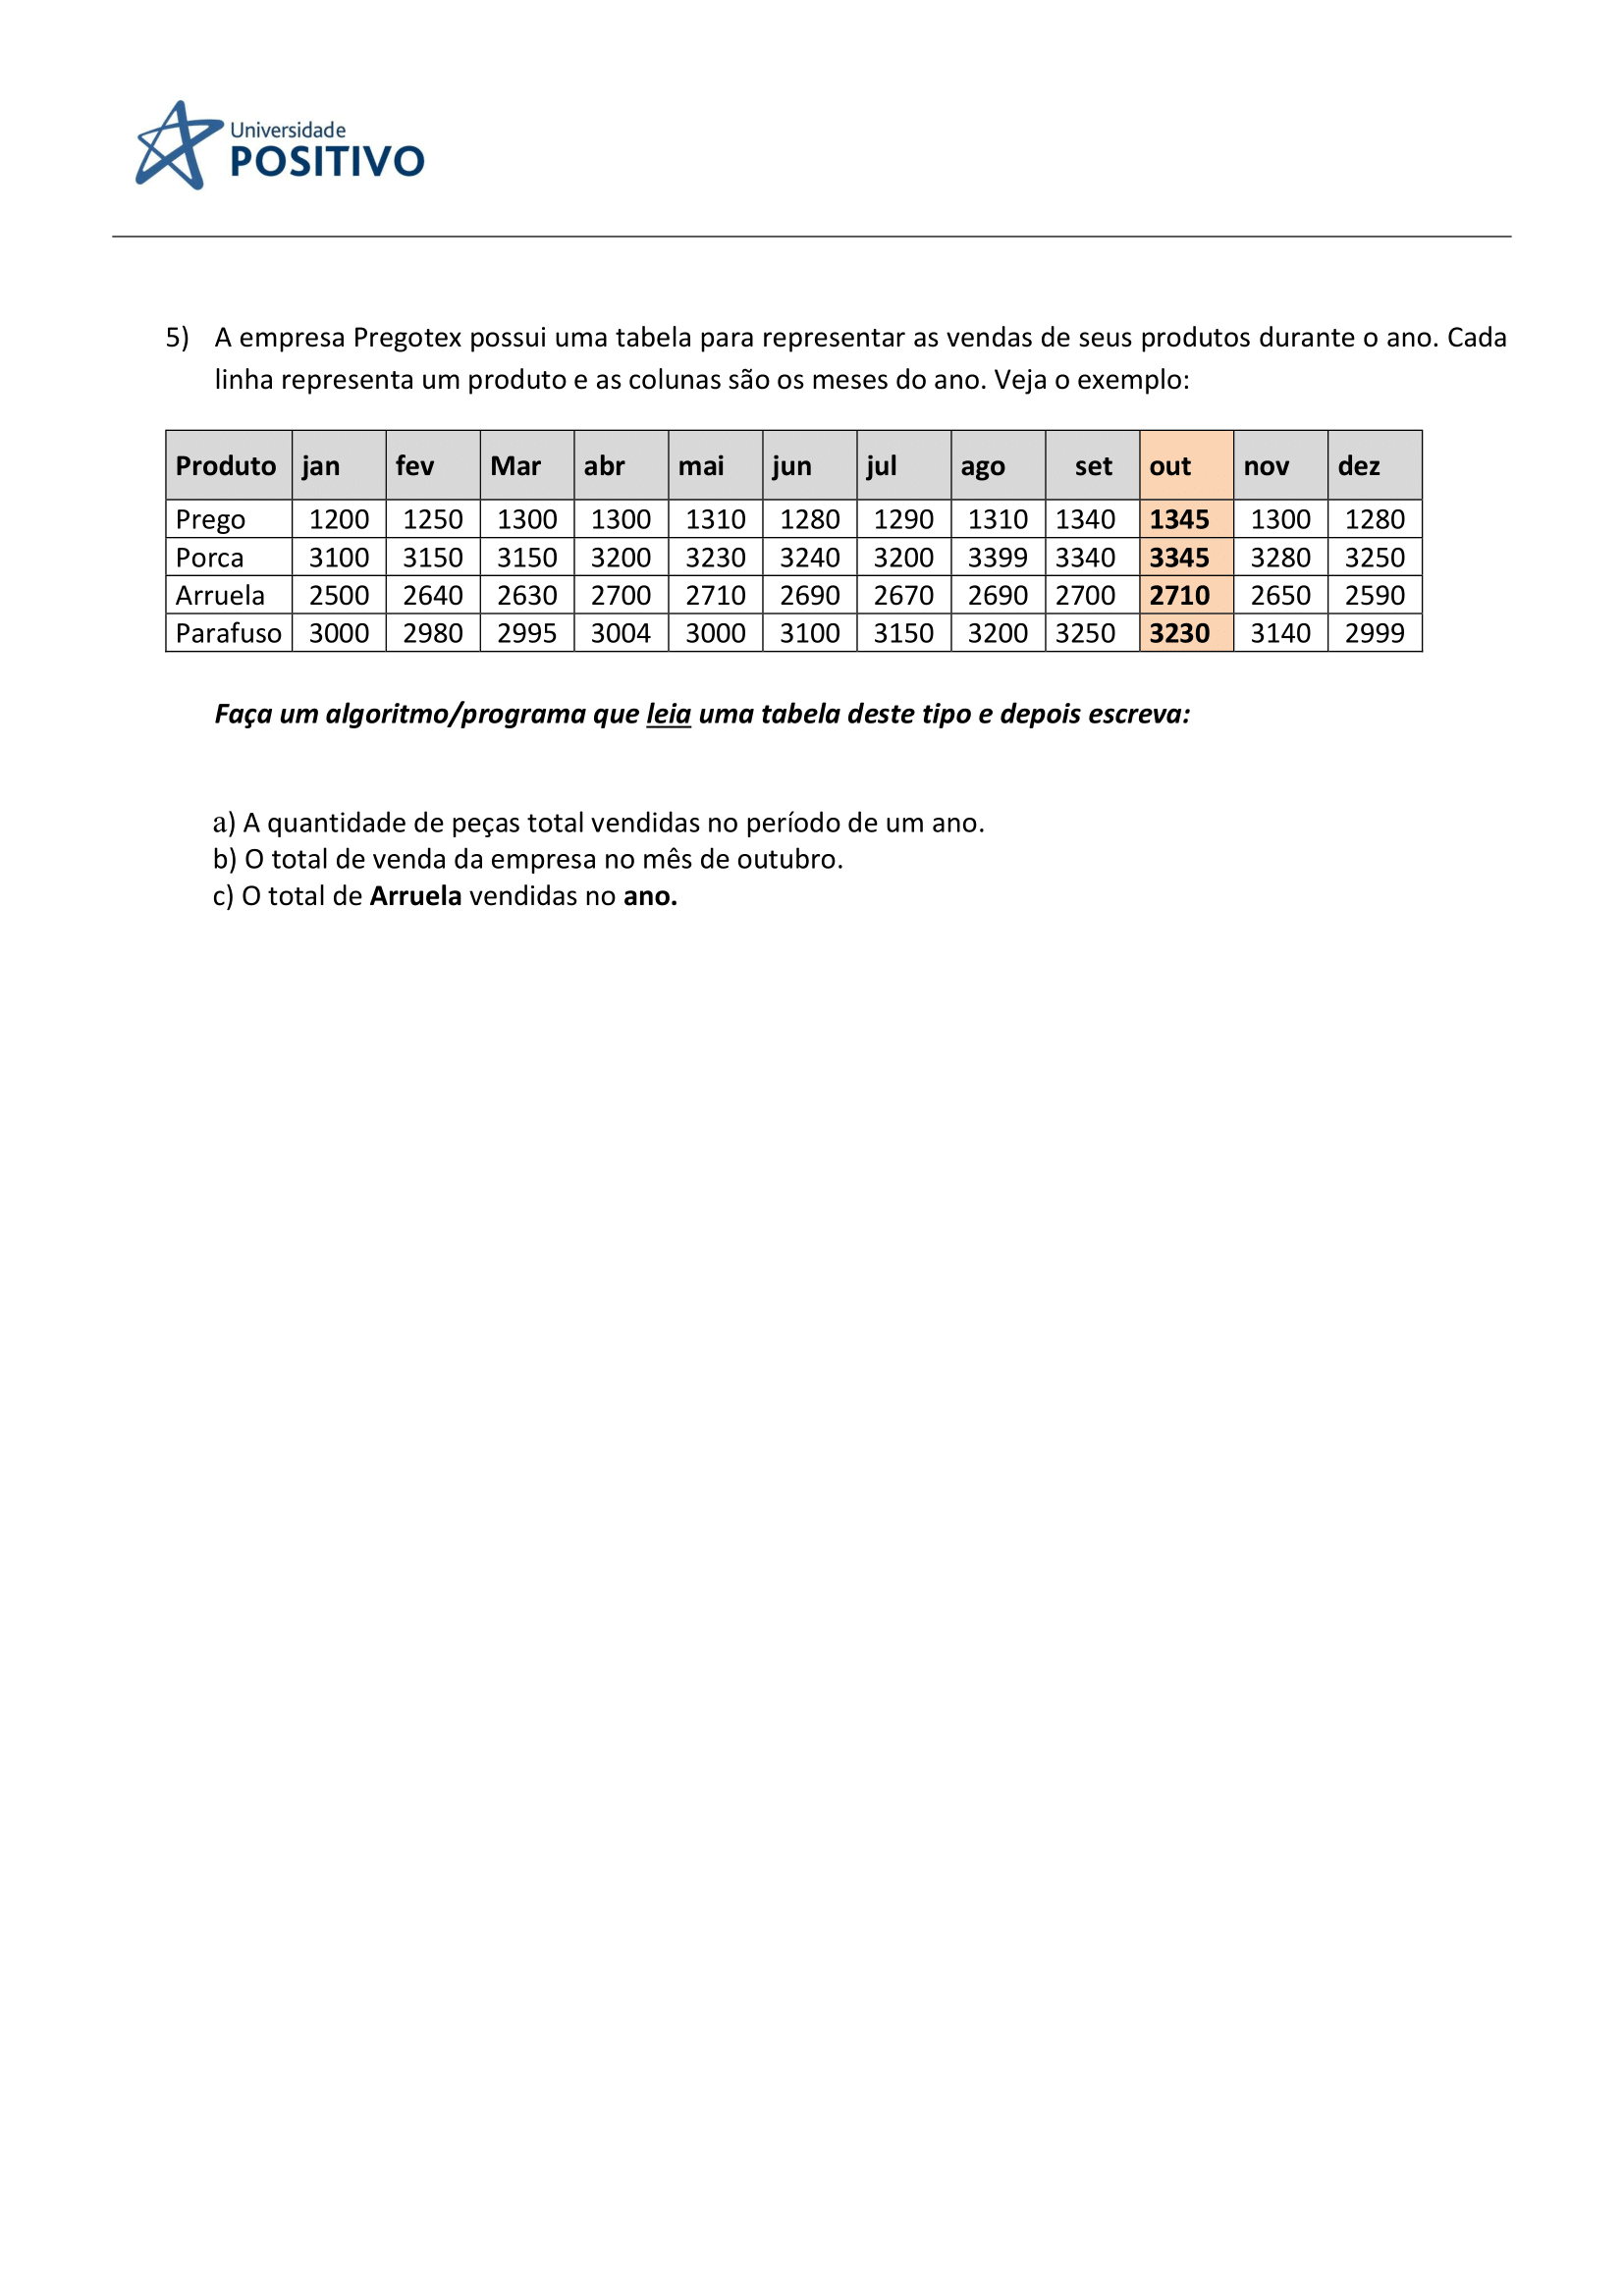 Universidade
POSITIVO
5) A empresa Pregotex possui uma tabela para representar as vendas de seus produtos durante o ano. Cada
linha representa um produto e as colunas são os meses do ano. Veja o exemplo:
Produto jan fev Mar abr mai jun jul ago set out nov dez
Prego 1200 1250 1300 1300 1310 1280 1290 1310 1340 1345 1300 1280
Porca 3100 3150 3150 3200 3230 3240 3200 3399 3340 3345 3280 3250
Arruela 2500 2640 2630 2700 2710 2690 2670 2690 2700 2710 2650 2590
Parafuso 3000 2980 2995 3004 3000 3100 3150 3200 3250 3230 3140 2999
Faça um algoritmo/programa que leia uma tabela deste tipo e depois escreva:
a) A quantidade de peças total vendidas no período de um ano.
b) O total de venda da empresa no mês de outubro.
c) O total de Arruela vendidas no ano.